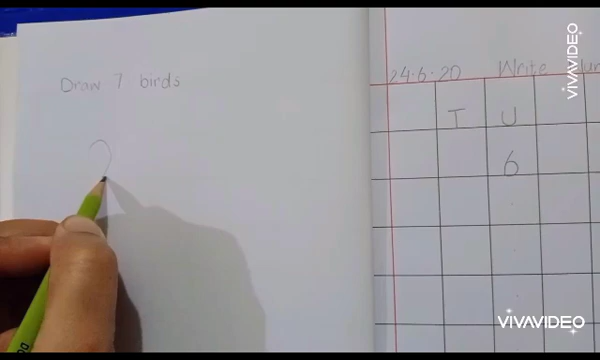 Draw 7 birds
24.6.20 Write
T U
6
VIVAVIDEO
VIVAVIDEO